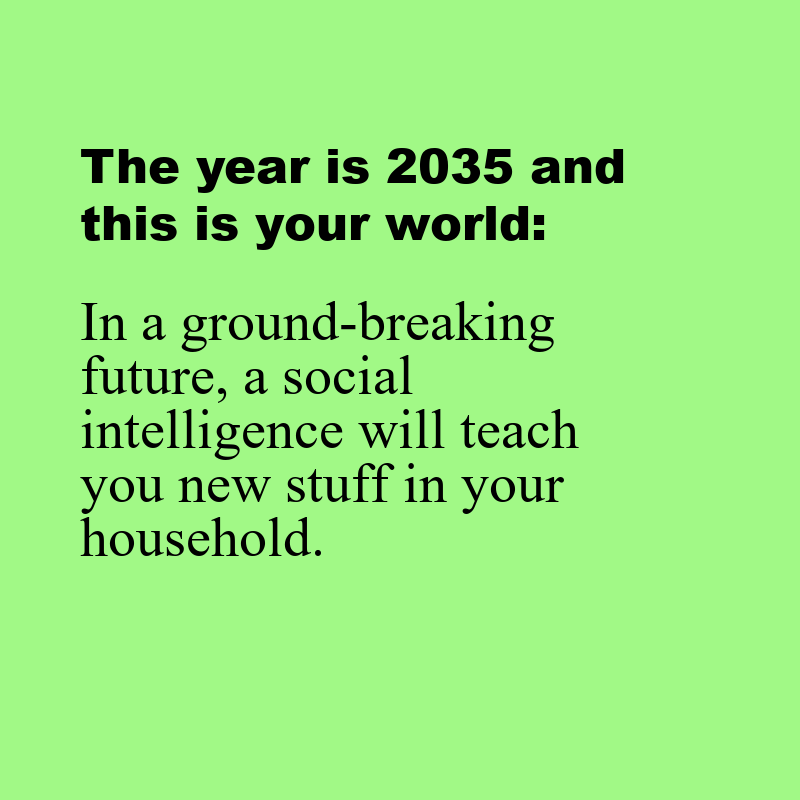 The year is 2035 and
this is your world:
In a ground-breaking
future, a social
intelligence will teach
you new stuff in your
household.